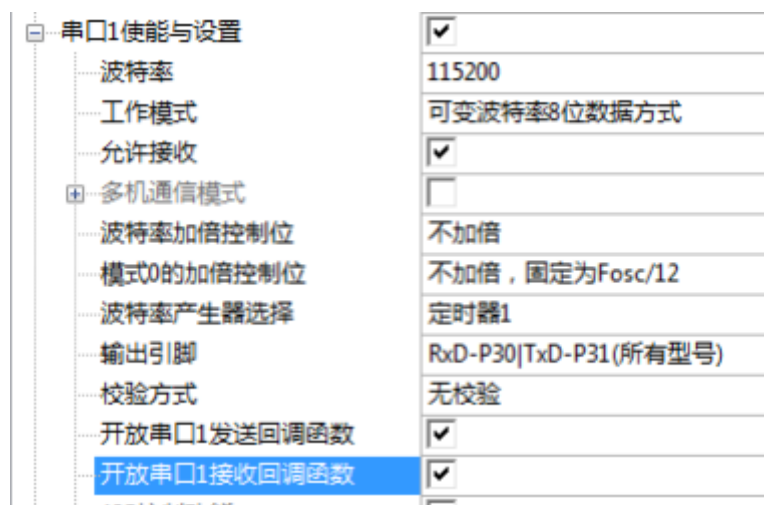 串口1使能与设置
波特率 115200
工作模式 可变波特率8位数据方式
允许接收
多机通信模式
波特率加倍控制位 不加倍
模式0的加倍控制位 不加倍，固定为Fosc/12
波特率产生器选择 定时器1
输出引脚 RxD-P30|TxD-P31(所有型号)
校验方式 无校验
开放串口1发送回调函数
开放串口1接收回调函数